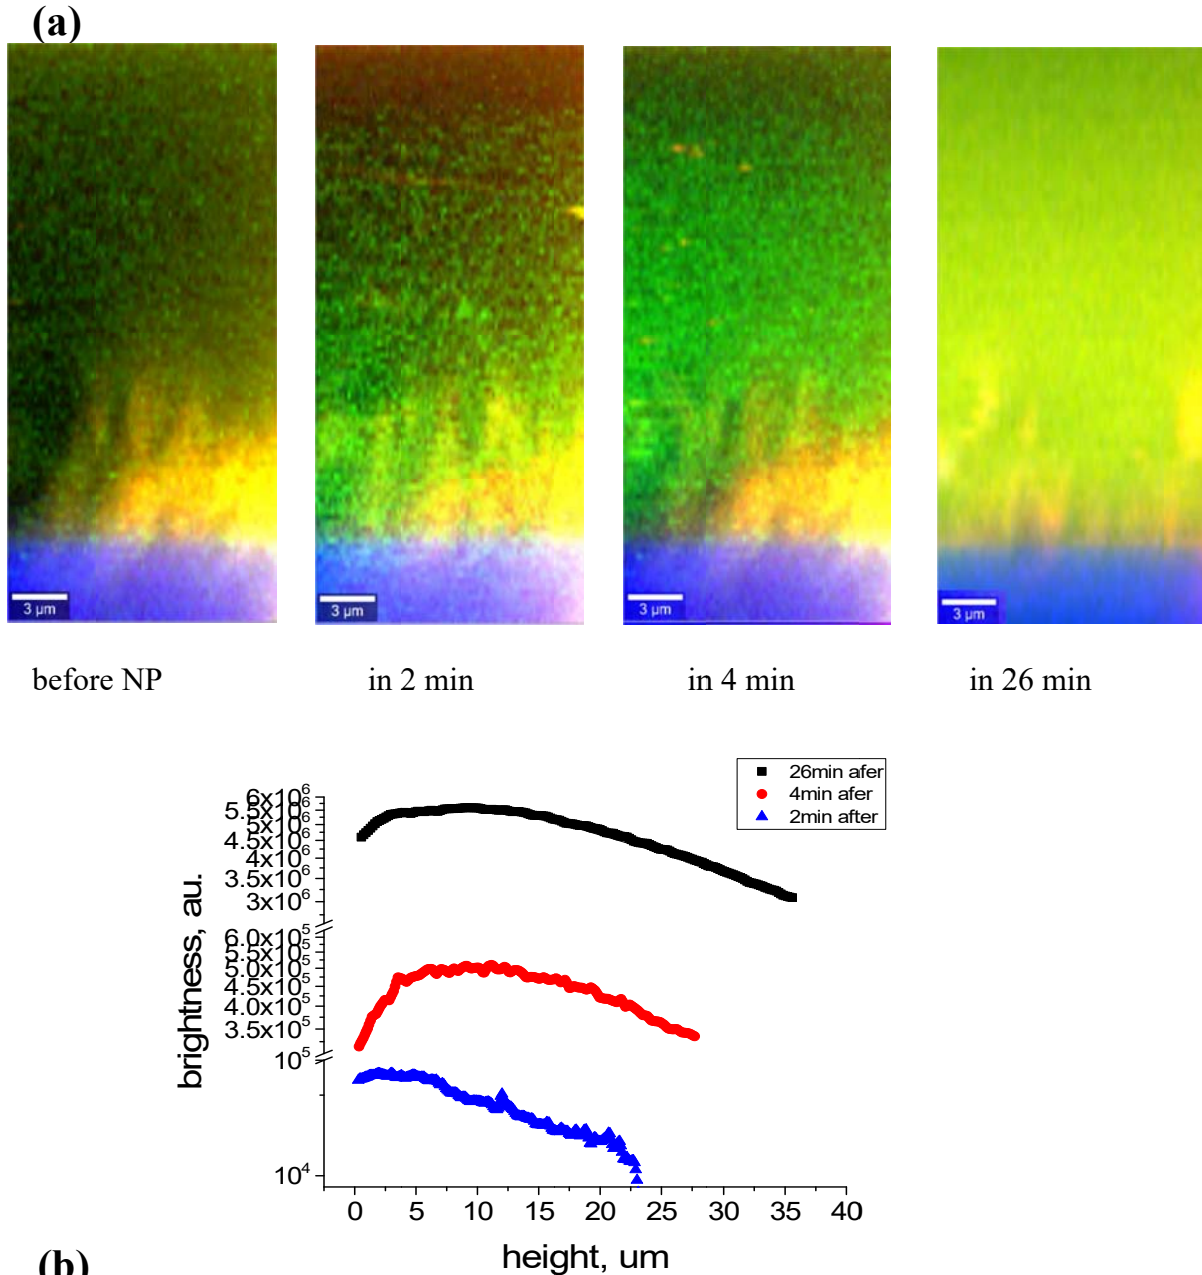 (a)
3 µm
3 µm
3 µm
3 µm
before NP
in 2 min
in 4 min
in 26 min
26min afer
4min afer
2min after
6x10⁶
5.5x10⁶
5x10⁶
4.5x10⁶
4x10⁶
3.5x10⁶
3x10⁶
6.0x10⁵
5.0x10⁵
4.5x10⁵
4.0x10⁵
3.5x10⁵
10⁵
10⁴
brightness, au.
0 5 10 15 20 25 30 35 40
height, um
(b)